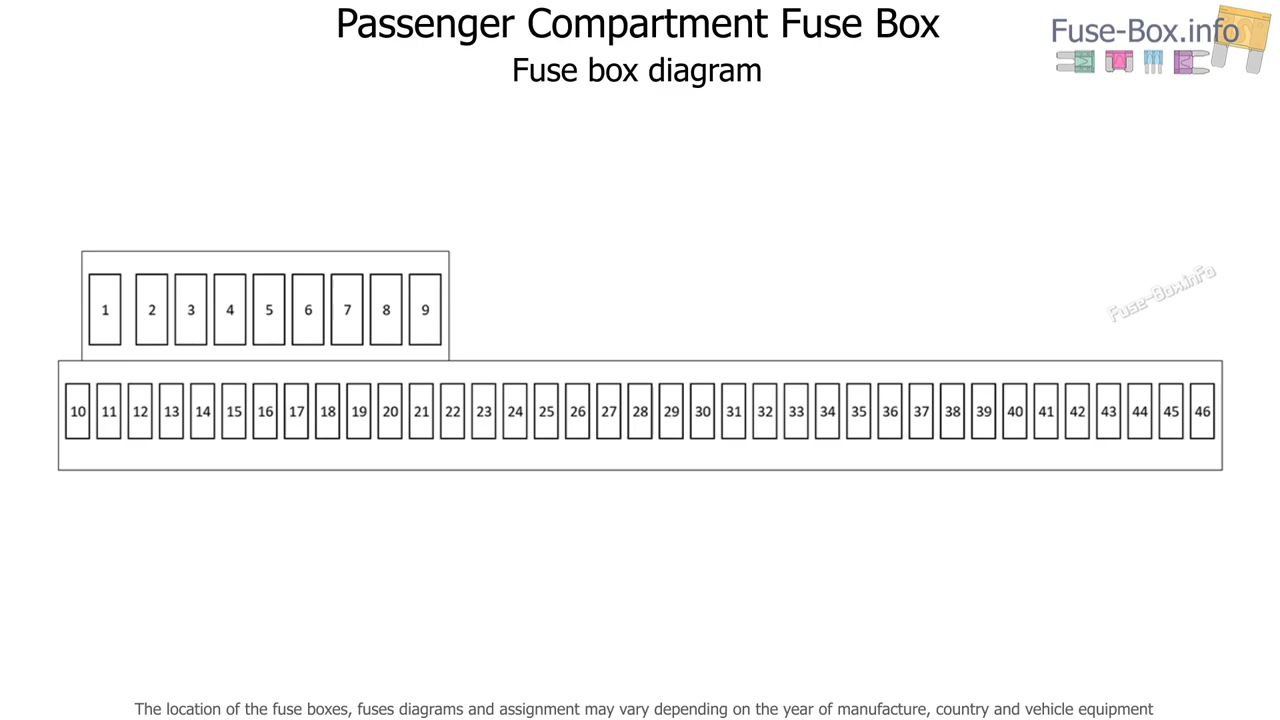 Passenger Compartment Fuse Box
Fuse box diagram
Fuse-Box.info
1 2 3 4 5 6 7 8 9
Fuse-Box.info
10 11 12 13 14 15 16 17 18 19 20 21 22 23 24 25 26 27 28 29 30 31 32 33 34 35 36 37 38 39 40 41 42 43 44 45 46
The location of the fuse boxes, fuses diagrams and assignment may vary depending on the year of manufacture, country and vehicle equipment